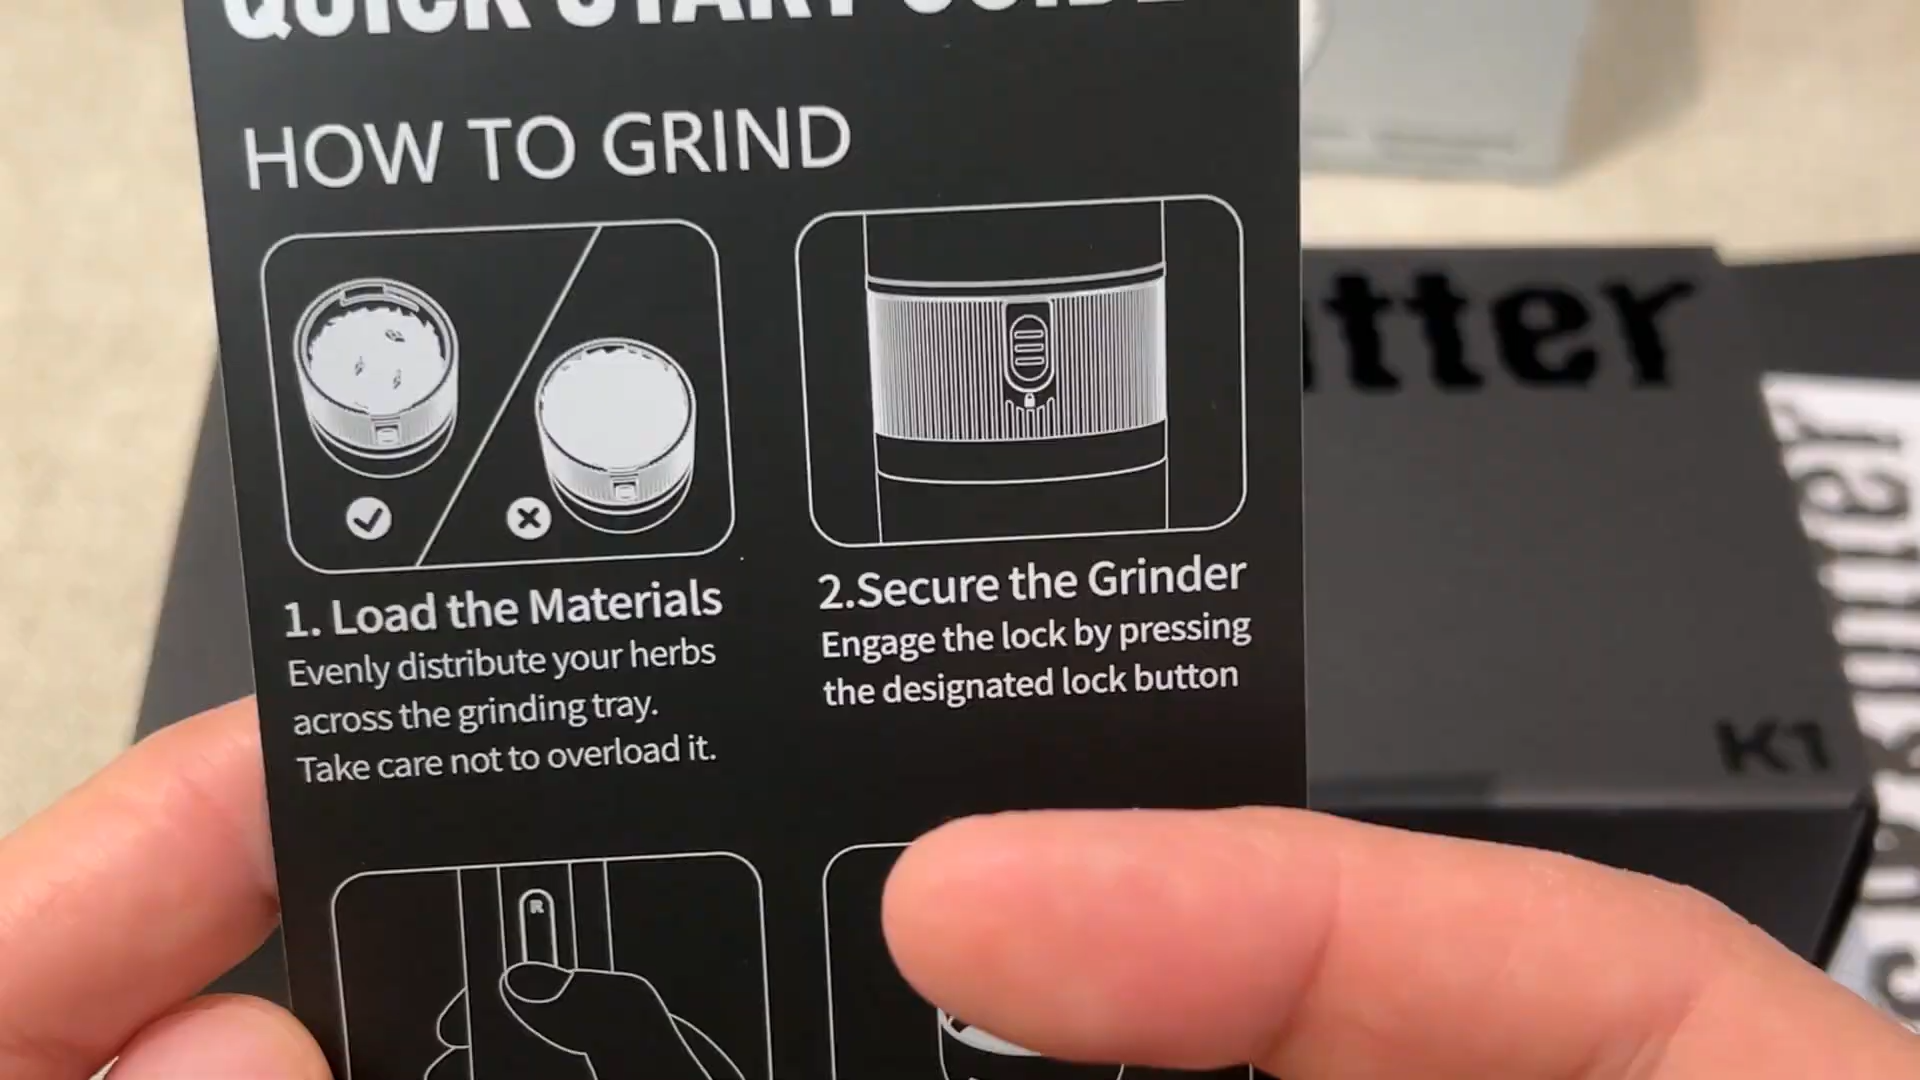 QUICK START GUIDE
HOW TO GRIND
1. Load the Materials
Evenly distribute your herbs
across the grinding tray.
Take care not to overload it.
2.Secure the Grinder
Engage the lock by pressing
the designated lock button
R
tter
K1